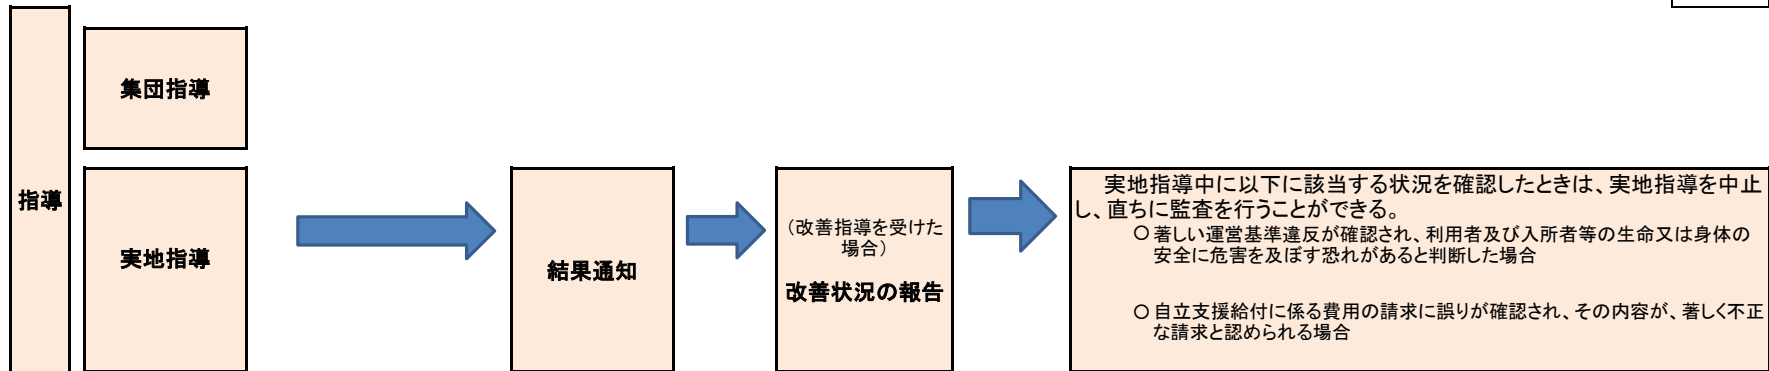 指導
集団指導
実地指導
結果通知
（改善指導を受けた
場合）
改善状況の報告
実地指導中に以下に該当する状況を確認したときは、実地指導を中止
し、直ちに監査を行うことができる。
○ 著しい運営基準違反が確認され、利用者及び入所者等の生命又は身体の
安全に危害を及ぼす恐れがあると判断した場合
○ 自立支援給付に係る費用の請求に誤りが確認され、その内容が、著しく不正
な請求と認められる場合